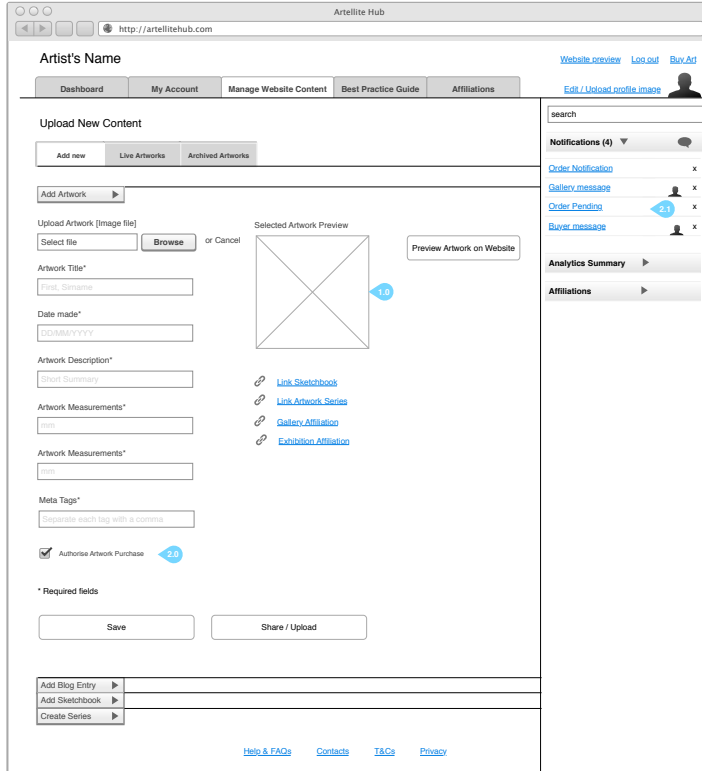 Artellite Hub
http://artellitehub.com
Artist's Name
Website preview Log out Buy Art
Dashboard My Account Manage Website Content Best Practice Guide Affiliations
Edit / Upload profile image
search
Upload New Content
Notifications (4)
Add new Live Artworks Archived Artworks
Order Notification x
Gallery message x
Order Pending 2.1 x
Buyer message x
Add Artwork
Upload Artwork [Image file]
Selected Artwork Preview
Select file Browse or Cancel
Preview Artwork on Website
Analytics Summary
Artwork Title*
First, Sirname
Affiliations
1.0
Date made*
DD/MM/YYYY
Artwork Description*
Short Summary
Link Sketchbook
Link Artwork Series
Artwork Measurements*
mm
Gallery Affiliation
Exhibition Affiliation
Artwork Measurements*
mm
Meta Tags*
Separate each tag with a comma
Authorise Artwork Purchase 2.0
* Required fields
Save Share / Upload
Add Blog Entry
Add Sketchbook
Create Series
Help & FAQs Contacts T&Cs Privacy